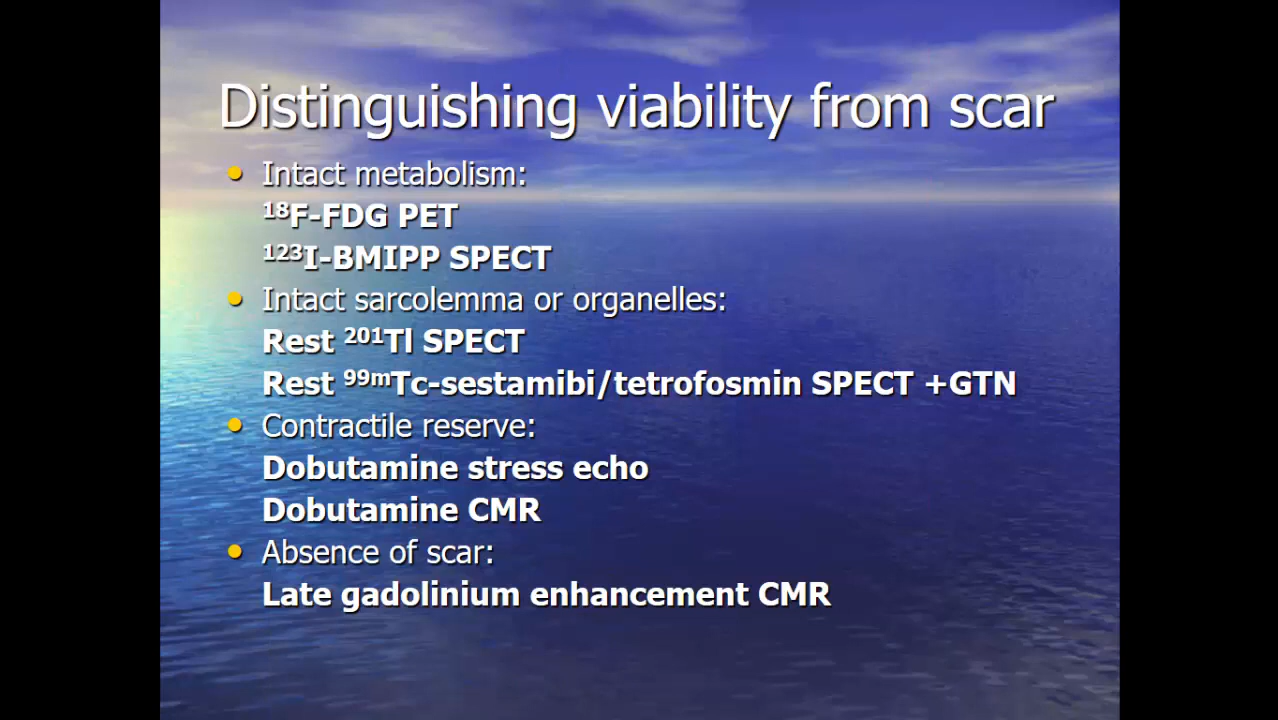 Distinguishing viability from scar
• Intact metabolism:
¹⁸F-FDG PET
¹²³I-BMIPP SPECT
• Intact sarcolemma or organelles:
Rest ²⁰¹Tl SPECT
Rest ⁹⁹ᵐTc-sestamibi/tetrofosmin SPECT +GTN
• Contractile reserve:
Dobutamine stress echo
Dobutamine CMR
• Absence of scar:
Late gadolinium enhancement CMR